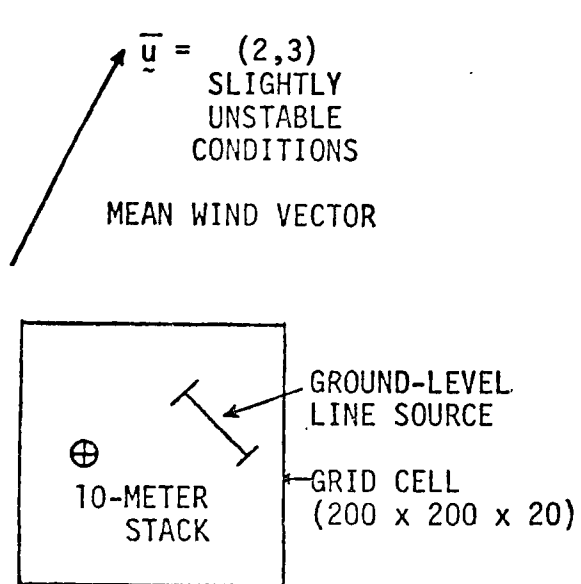 u = (2,3)
SLIGHTLY
UNSTABLE
CONDITIONS
MEAN WIND VECTOR
GROUND-LEVEL
LINE SOURCE
10-METER
STACK
GRID CELL
(200 x 200 x 20)